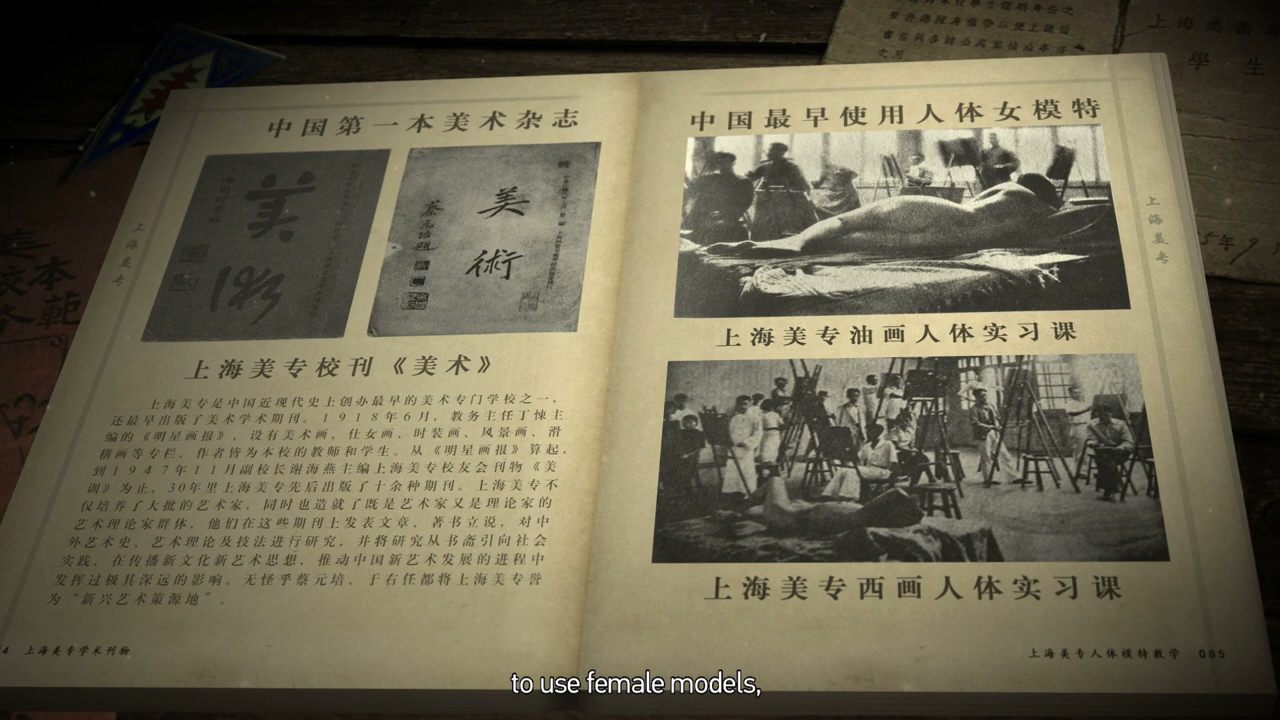 中国第一本美术杂志
美
術
蔡元培題
美
術
上海美专校刊《美术》
上海美专是中国近现代史上创办最早的美术专门学校之一，
还最早出版了美术学术期刊。1918年6月，教务主任丁悚主
编的《明星画报》，设有美术画、仕女画、时装画、风景画、滑
稽画等专栏，作者皆为本校的教师和学生。从《明星画报》算起，
到1947年11月副校长谢海燕主编上海美专校友会刊物《美
训》为止，30年里上海美专先后出版了十余种期刊。上海美专不
仅培养了大批的艺术家，同时也造就了既是艺术家又是理论家的
艺术理论家群体，他们在这些期刊上发表文章、著书立说，对中
外艺术史、艺术理论及技法进行研究，并将研究从书斋引向社会
实践，在传播新文化新艺术思想，推动中国新艺术发展的进程中
发挥过极其深远的影响。无怪乎蔡元培、于右任都将上海美专誉
为“新兴艺术策源地”。
4 上海美专学术刊物
上海美专
中国最早使用人体女模特
上海美专油画人体实习课
上海美专西画人体实习课
上海美专人体模特教学 085
上海美专
上海美術
學生
to use female models,